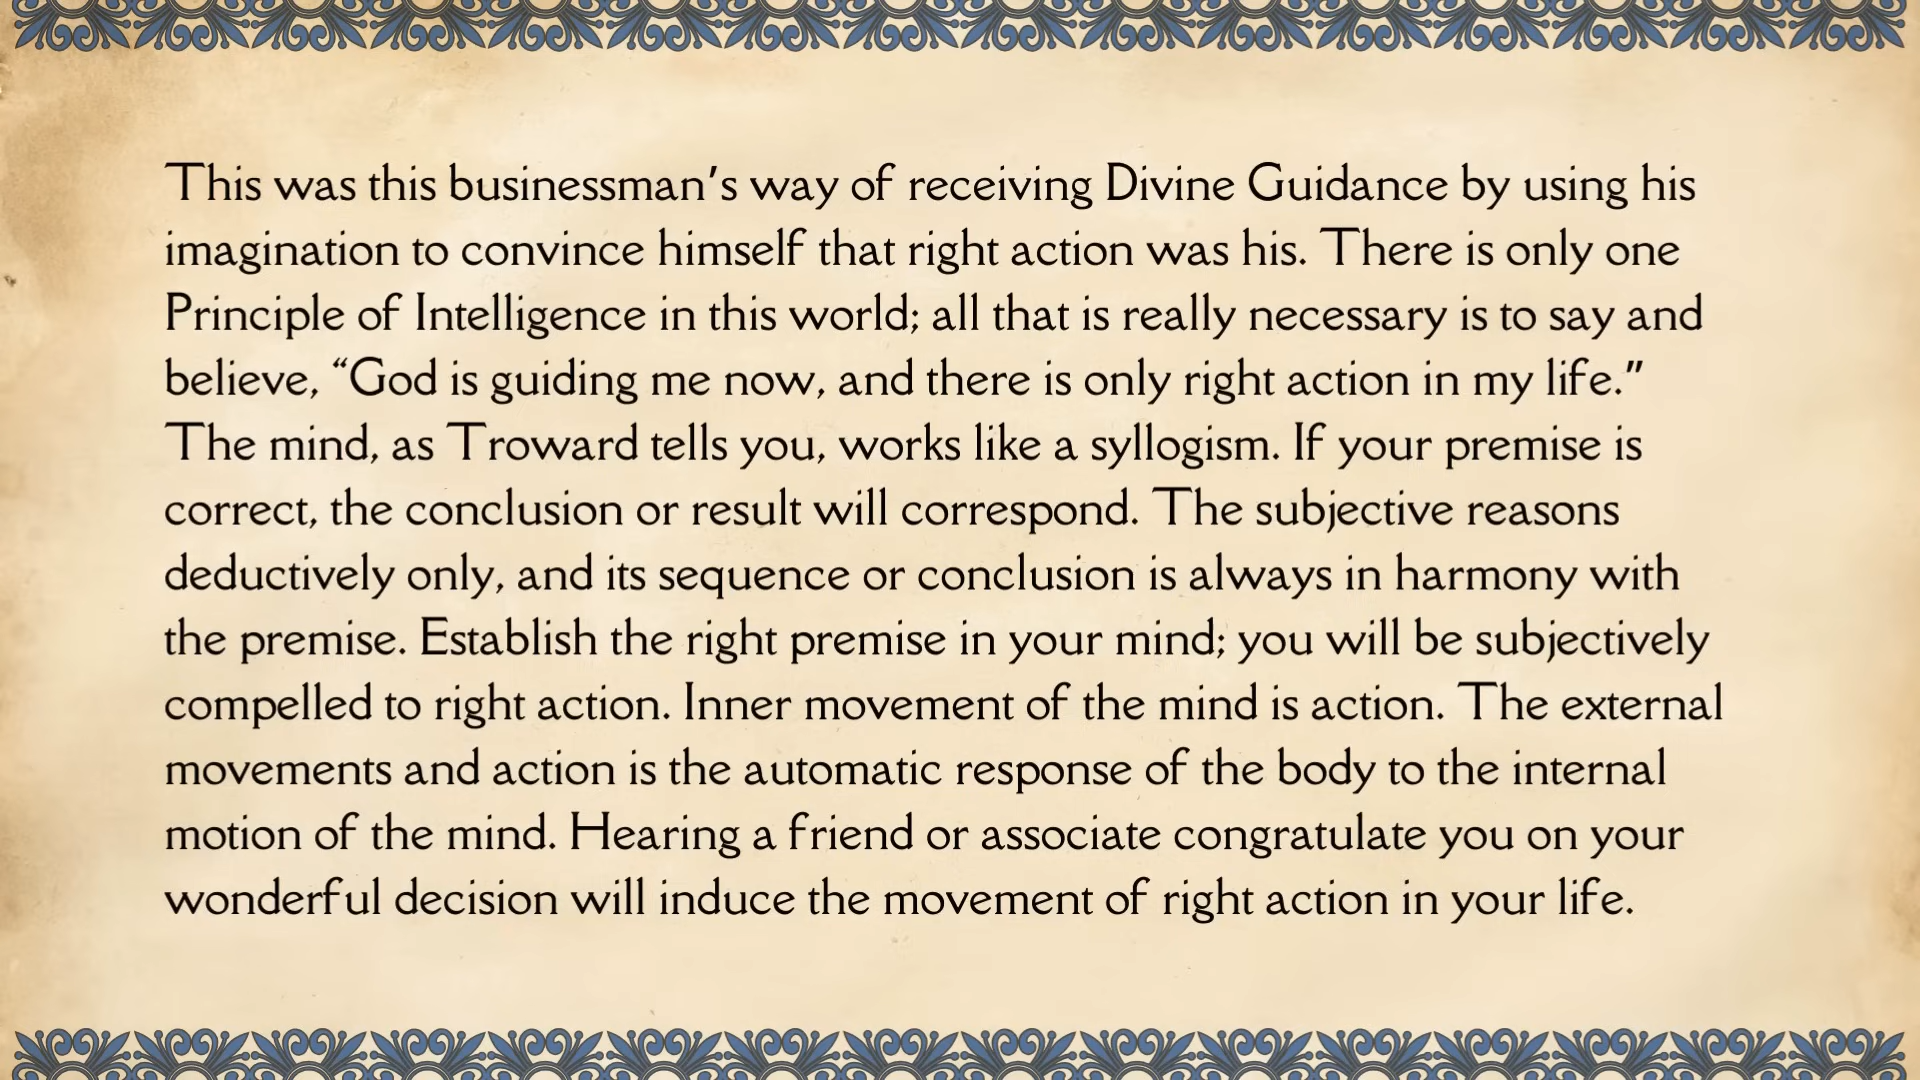 This was this businessman's way of receiving Divine Guidance by using his
imagination to convince himself that right action was his. There is only one
Principle of Intelligence in this world; all that is really necessary is to say and
believe, “God is guiding me now, and there is only right action in my life.”
The mind, as Troward tells you, works like a syllogism. If your premise is
correct, the conclusion or result will correspond. The subjective reasons
deductively only, and its sequence or conclusion is always in harmony with
the premise. Establish the right premise in your mind; you will be subjectively
compelled to right action. Inner movement of the mind is action. The external
movements and action is the automatic response of the body to the internal
motion of the mind. Hearing a friend or associate congratulate you on your
wonderful decision will induce the movement of right action in your life.